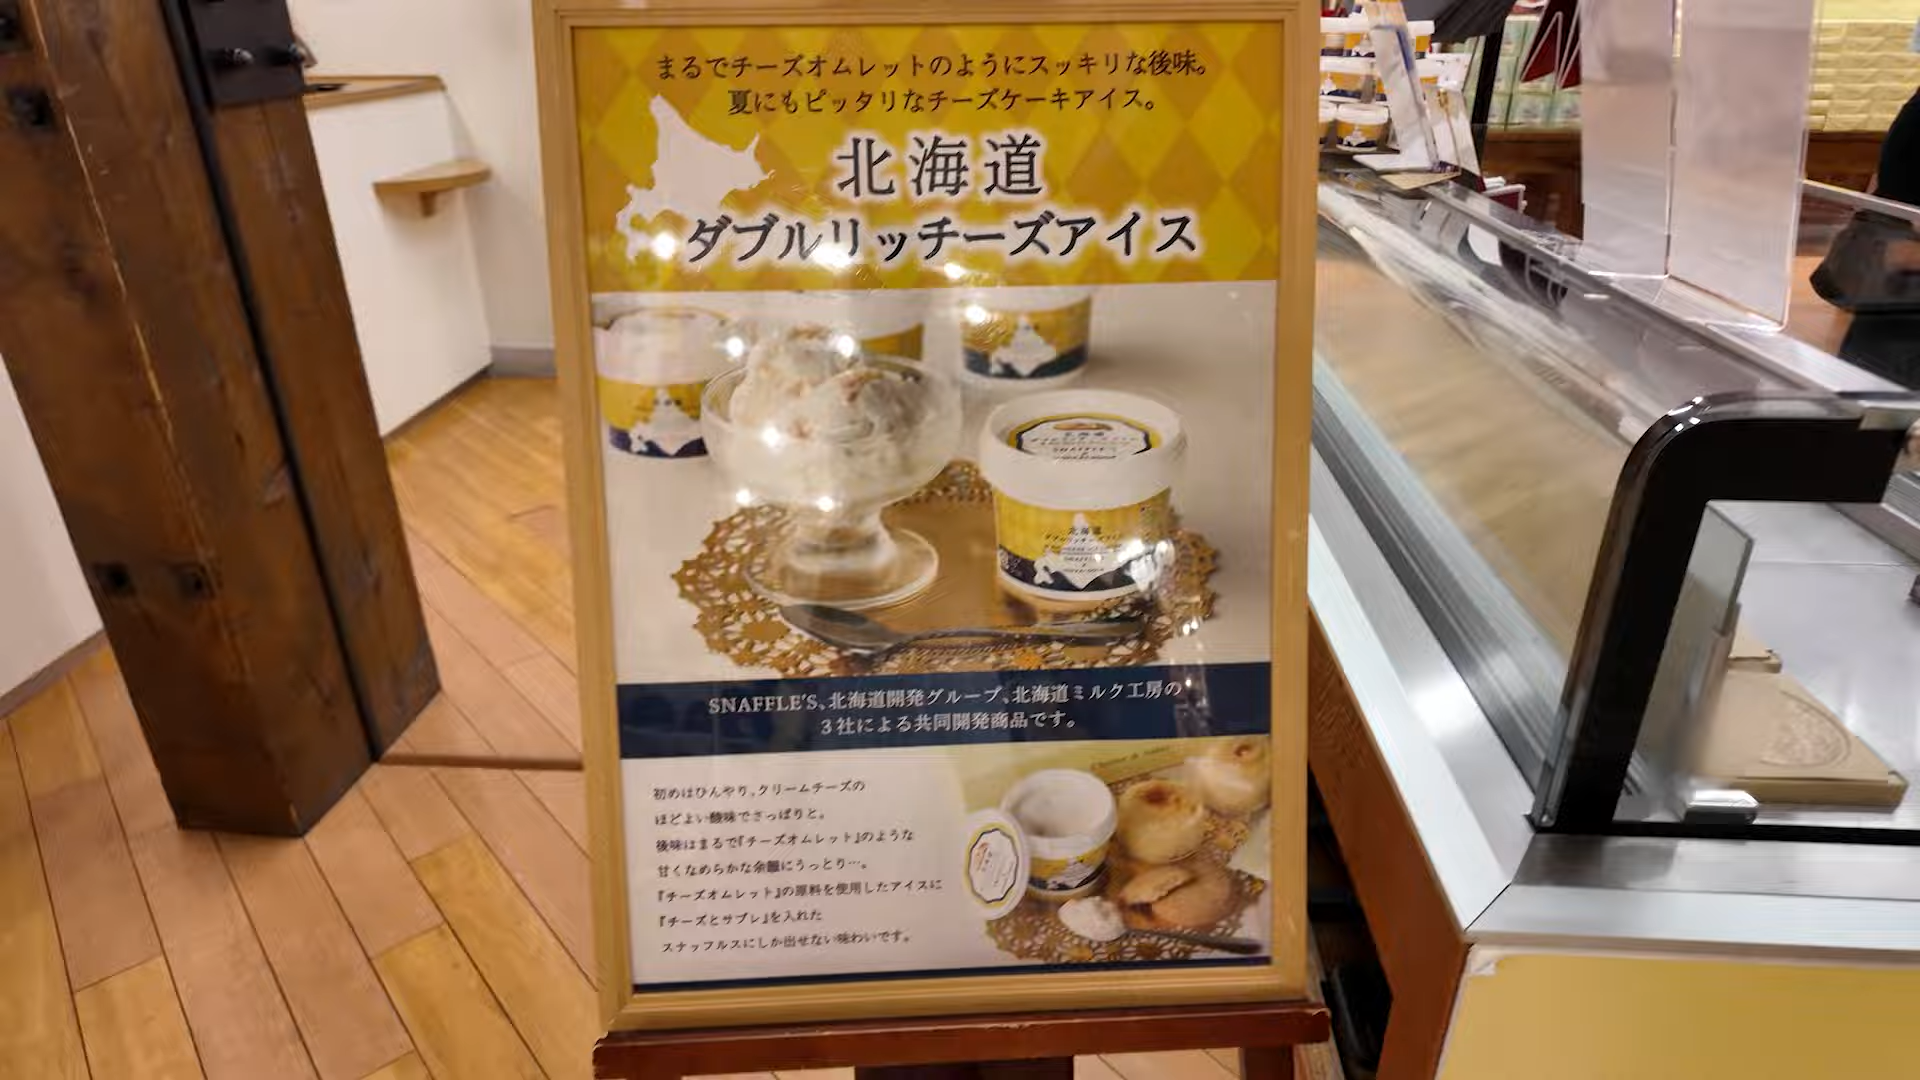 まるでチーズオムレットのようにスッキリな後味。
夏にもピッタリなチーズケーキアイス。
北海道
ダブルリッチーズアイス
SNAFFLE'S、北海道開発グループ、北海道ミルク工房の
3社による共同開発商品です。
初めはひんやり、クリームチーズの
ほどよい酸味でさっぱりと。
後味はまるで『チーズオムレット』のような
甘くなめらかな余韻にうっとり…。
『チーズオムレット』の原料を使用したアイスに
『チーズとサブレ』を入れた
スナッフルスにしか出せない味わいです。